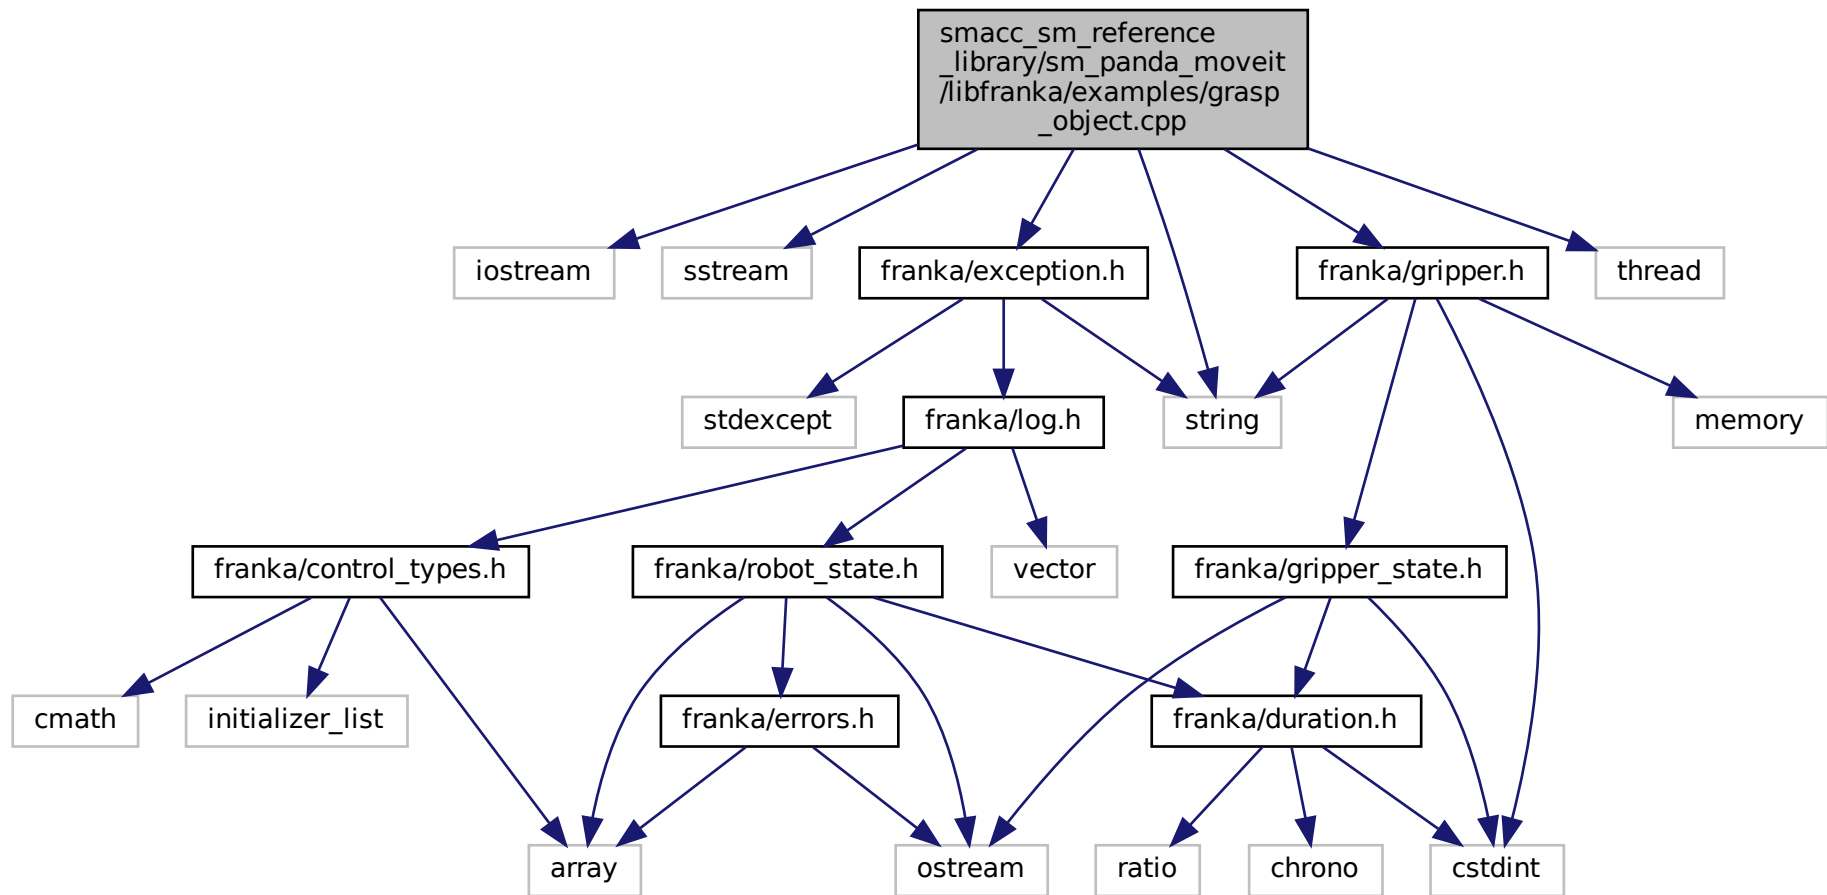 smacc_sm_reference
_library/sm_panda_moveit
/libfranka/examples/grasp
_object.cpp
iostream
sstream
franka/exception.h
franka/gripper.h
thread
stdexcept
franka/log.h
string
memory
franka/control_types.h
franka/robot_state.h
vector
franka/gripper_state.h
cmath
initializer_list
franka/errors.h
franka/duration.h
array
ostream
ratio
chrono
cstdint